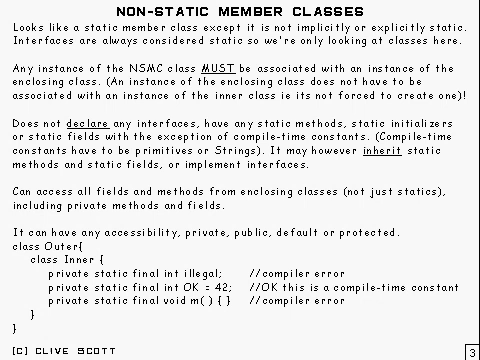 NON-STATIC MEMBER CLASSES
Looks like a static member class except it is not implicitly or explicitly static.
Interfaces are always considered static so we're only looking at classes here.
Any instance of the NSMC class MUST be associated with an instance of the
enclosing class. (An instance of the enclosing class does not have to be
associated with an instance of the inner class ie its not forced to create one)!
Does not declare any interfaces, have any static methods, static initializers
or static fields with the exception of compile-time constants. (Compile-time
constants have to be primitives or Strings). It may however inherit static
methods and static fields, or implement interfaces.
Can access all fields and methods from enclosing classes (not just statics),
including private methods and fields.
It can have any accessibility, private, public, default or protected.
class Outer{
class Inner {
private static final int illegal; //compiler error
private static final int OK = 42; //OK this is a compile-time constant
private static final void m( ) { } //compiler error
}
}
[C] CLIVE SCOTT
3